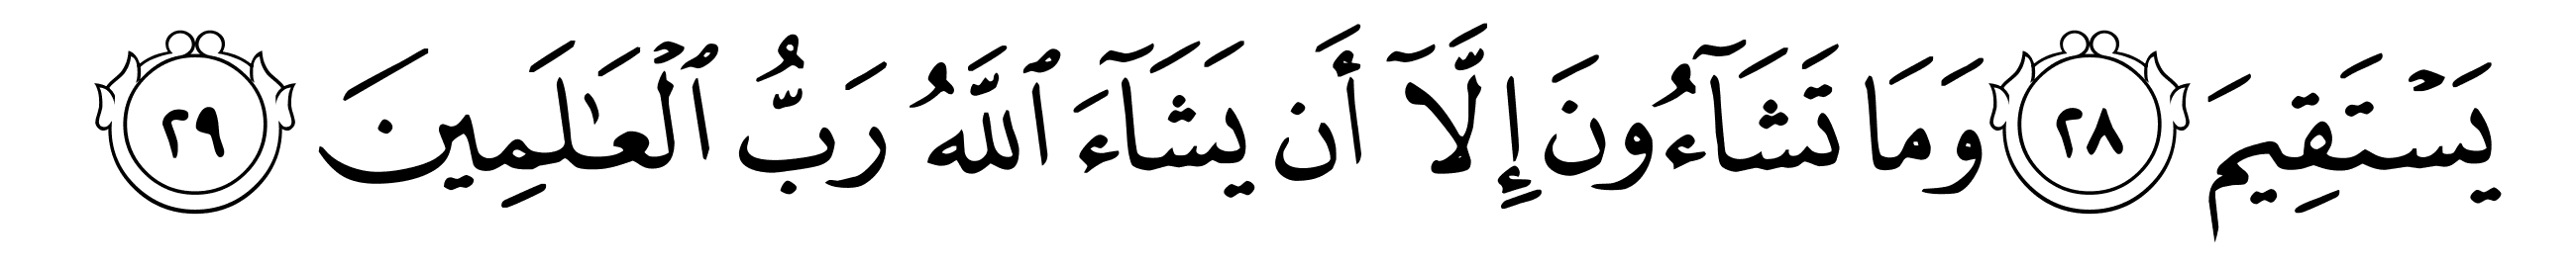 يَسْتَقِيمَ ٢٨ وَمَا تَشَآءُونَ إِلَّآ أَن يَشَآءَ ٱللَّهُ رَبُّ ٱلْعَٰلَمِينَ ٢٩